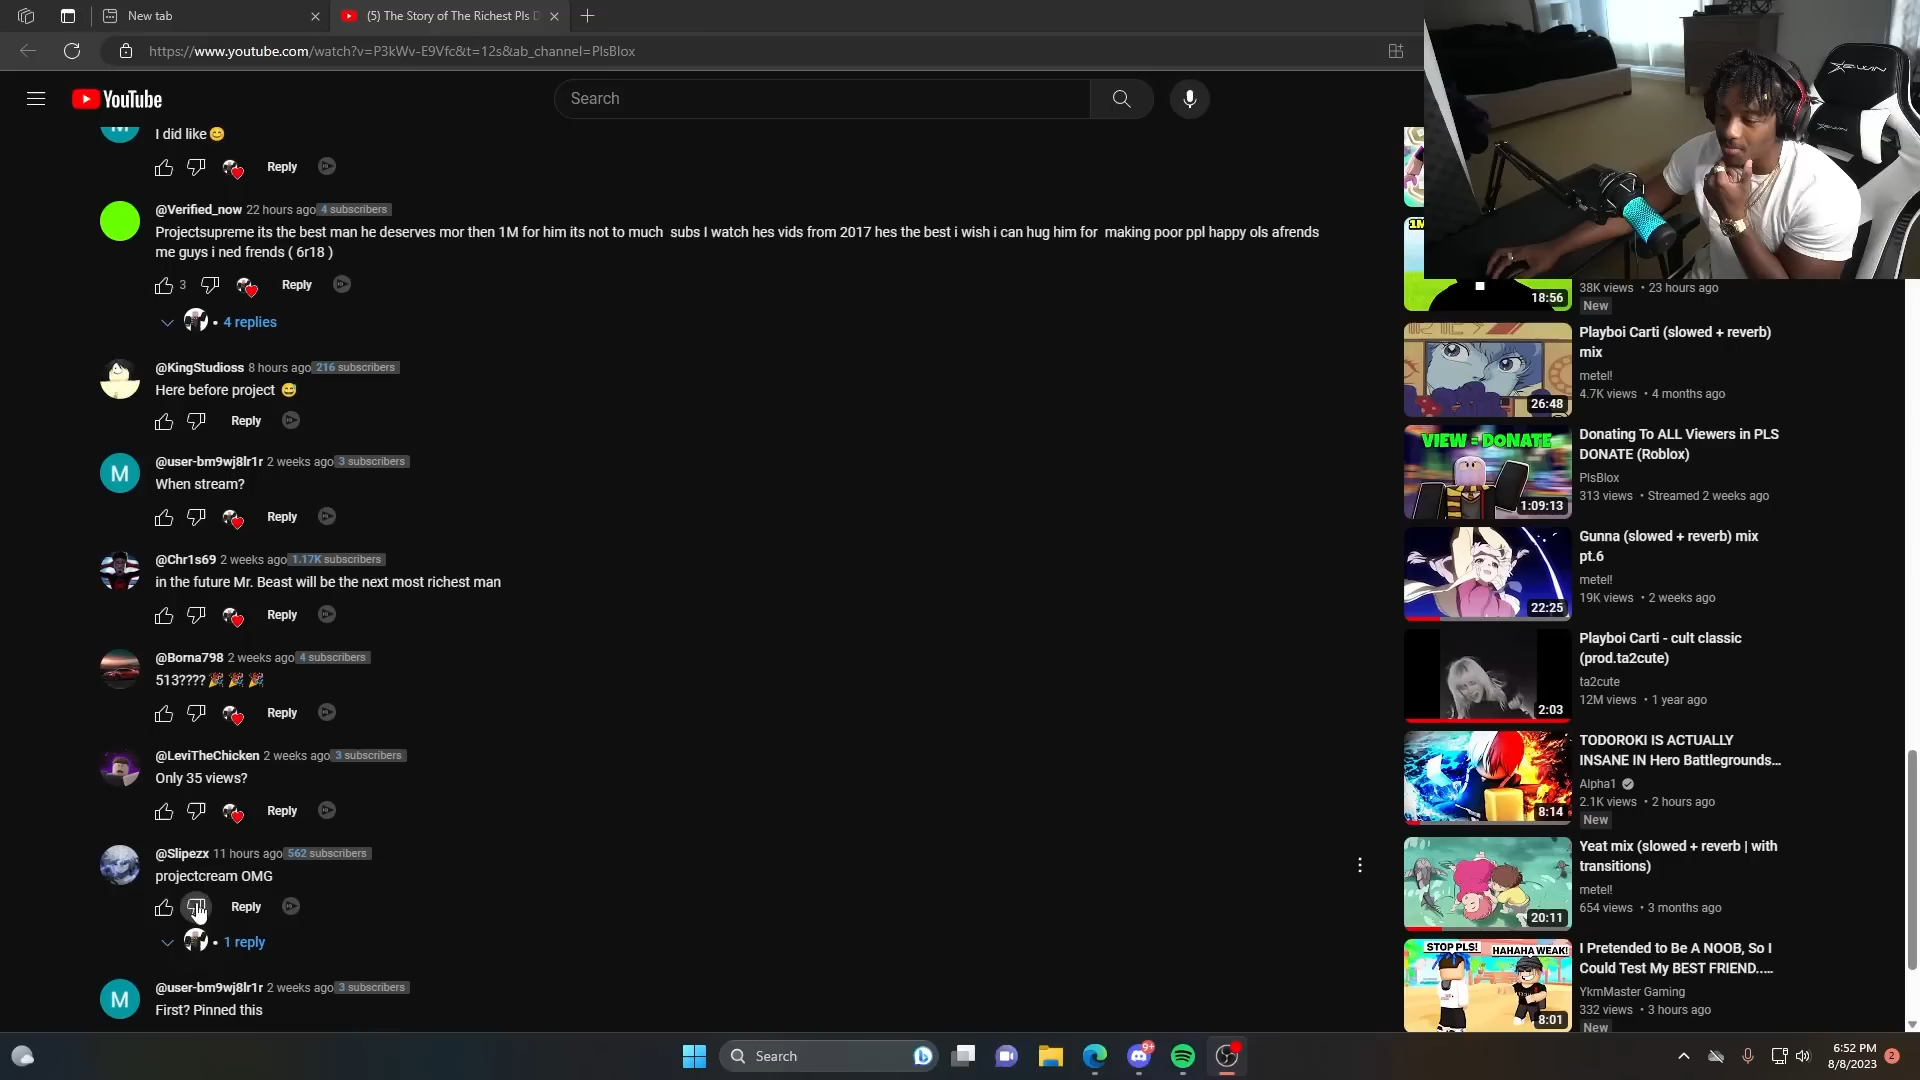 New tab
(5) The Story of The Richest Pls D
https://www.youtube.com/watch?v=P3kWv-E9Vfc&t=12s&ab_channel=PlsBlox
YouTube
Search
M
I did like😊
Reply
@Verified_now 22 hours ago 4 subscribers
Projectsupreme its the best man he deserves mor then 1M for him its not to much subs I watch hes vids from 2017 hes the best i wish i can hug him for making poor ppl happy ols afrends
me guys i ned frends ( 6r18 )
3 Reply
• 4 replies
@KingStudioss 8 hours ago 216 subscribers
Here before project 😅
Reply
M
@user-bm9wj8lr1r 2 weeks ago 3 subscribers
When stream?
Reply
@Chr1s69 2 weeks ago 1.17K subscribers
in the future Mr. Beast will be the next most richest man
Reply
@Borna798 2 weeks ago 4 subscribers
513????🎉🎉🎉
Reply
@LeviTheChicken 2 weeks ago 3 subscribers
Only 35 views?
Reply
@Slipezx 11 hours ago 562 subscribers
projectcream OMG
Reply
• 1 reply
M
@user-bm9wj8lr1r 2 weeks ago 3 subscribers
First? Pinned this
1M
18:56
38K views • 23 hours ago
New
26:48
Playboi Carti (slowed + reverb)
mix
metel!
4.7K views • 4 months ago
VIEW = DONATE
1:09:13
Donating To ALL Viewers in PLS
DONATE (Roblox)
PlsBlox
313 views • Streamed 2 weeks ago
22:25
Gunna (slowed + reverb) mix
pt.6
metel!
19K views • 2 weeks ago
2:03
Playboi Carti - cult classic
(prod.ta2cute)
ta2cute
12M views • 1 year ago
8:14
TODOROKI IS ACTUALLY
INSANE IN Hero Battlegrounds...
Alpha1
2.1K views • 2 hours ago
New
20:11
Yeat mix (slowed + reverb | with
transitions)
metel!
654 views • 3 months ago
STOP PLS! HAHAHA WEAK!
8:01
I Pretended to Be A NOOB, So I
Could Test My BEST FRIEND.....
YkmMaster Gaming
332 views • 3 hours ago
New
Search
9+
6:52 PM
8/8/2023
2